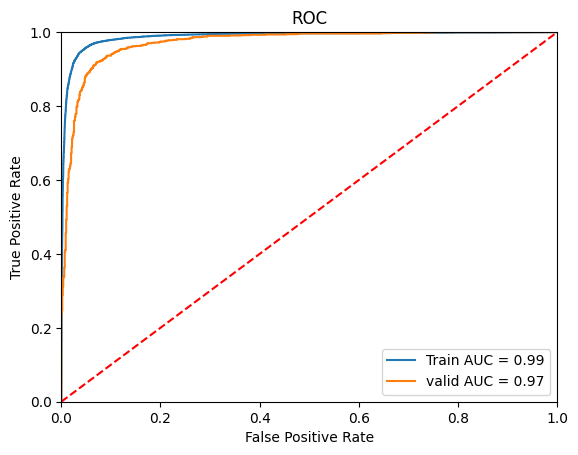 ROC
True Positive Rate
1.0
0.8
0.6
0.4
0.2
0.0
Train AUC = 0.99
valid AUC = 0.97
0.0 0.2 0.4 0.6 0.8 1.0
False Positive Rate